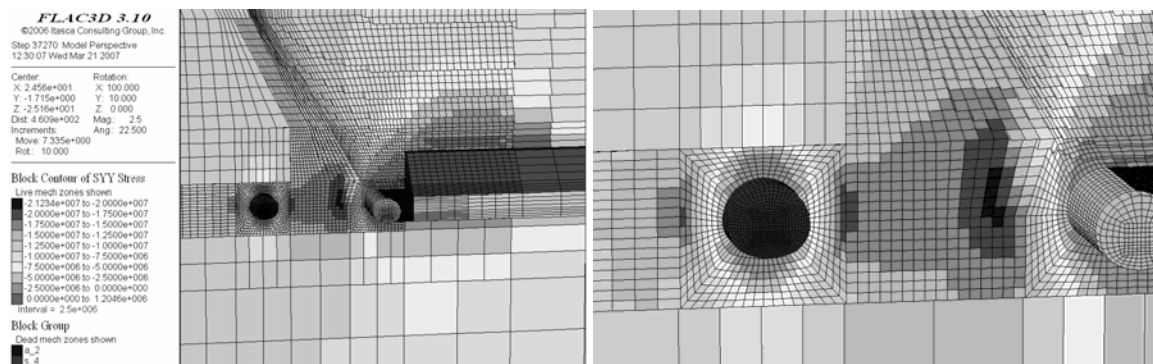 FLAC3D 3.10
©2006 Itasca Consulting Group, Inc.
Step 37270 Model Perspective
12:30:07 Wed Mar 21 2007
Center: Rotation:
X: 2.456e+001 X: 100.000
Y: -1.715e+000 Y: 10.000
Z: -2.516e+001 Z: 0.000
Dist: 4.609e+002 Mag.: 2.5
Increments: Ang.: 22.500
Move: 7.335e+000
Rot.: 10.000
Block Contour of SYY Stress
Live mech zones shown
-2.1234e+007 to -2.0000e+007
-2.0000e+007 to -1.7500e+007
-1.7500e+007 to -1.5000e+007
-1.5000e+007 to -1.2500e+007
-1.2500e+007 to -1.0000e+007
-1.0000e+007 to -7.5000e+006
-7.5000e+006 to -5.0000e+006
-5.0000e+006 to -2.5000e+006
-2.5000e+006 to 0.0000e+000
0.0000e+000 to 1.2046e+006
Interval = 2.5e+006
Block Group
Dead mech zones shown
a_2
s_4